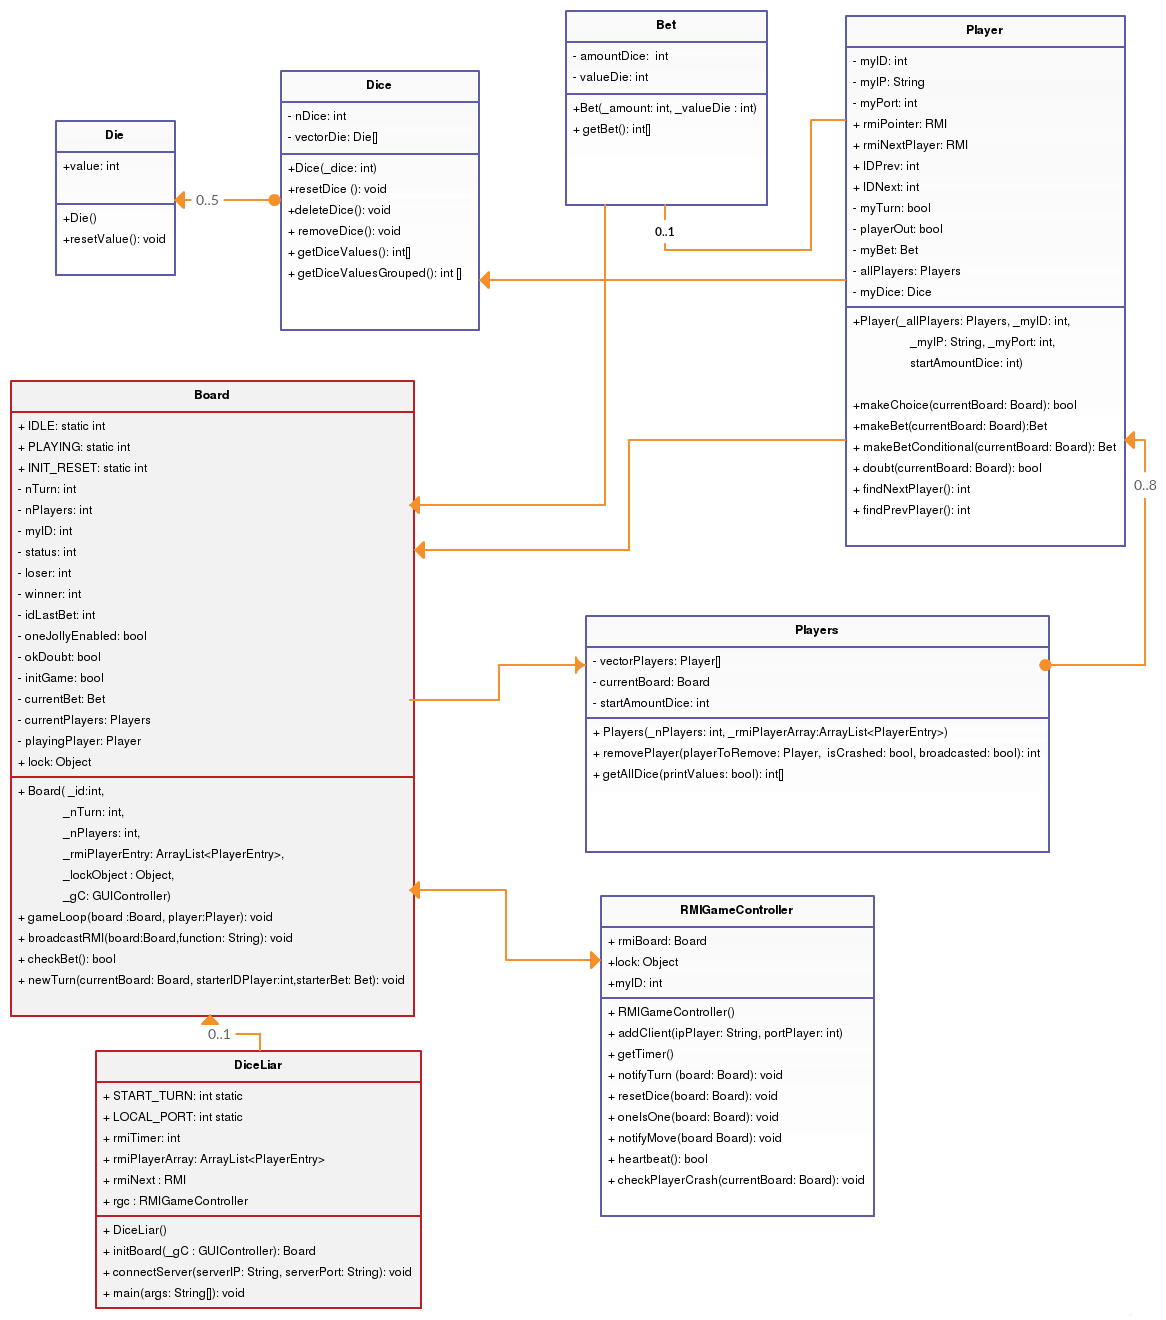 Die
+value: int
+Die()
+resetValue(): void
0..5
Dice
- nDice: int
- vectorDie: Die[]
+Dice(_dice: int)
+resetDice (): void
+deleteDice(): void
+ removeDice(): void
+ getDiceValues(): int[]
+ getDiceValuesGrouped(): int []
Bet
- amountDice:  int
- valueDie: int
+Bet(_amount: int, _valueDie : int)
+ getBet(): int[]
0..1
Player
- myID: int
- myIP: String
- myPort: int
+ rmiPointer: RMI
+ rmiNextPlayer: RMI
+ IDPrev: int
+ IDNext: int
- myTurn: bool
- playerOut: bool
- myBet: Bet
- allPlayers: Players
- myDice: Dice
+Player(_allPlayers: Players, _myID: int,
_myIP: String, _myPort: int,
startAmountDice: int)
+makeChoice(currentBoard: Board): bool
+makeBet(currentBoard: Board):Bet
+ makeBetConditional(currentBoard: Board): Bet
+ doubt(currentBoard: Board): bool
+ findNextPlayer(): int
+ findPrevPlayer(): int
0..8
Board
+ IDLE: static int
+ PLAYING: static int
+ INIT_RESET: static int
- nTurn: int
- nPlayers: int
- myID: int
- status: int
- loser: int
- winner: int
- idLastBet: int
- oneJollyEnabled: bool
- okDoubt: bool
- initGame: bool
- currentBet: Bet
- currentPlayers: Players
- playingPlayer: Player
+ lock: Object
+ Board( _id:int,
_nTurn: int,
_nPlayers: int,
_rmiPlayerEntry: ArrayList<PlayerEntry>,
_lockObject : Object,
_gC: GUIController)
+ gameLoop(board :Board, player:Player): void
+ broadcastRMI(board:Board,function: String): void
+ checkBet(): bool
+ newTurn(currentBoard: Board, starterIDPlayer:int,starterBet: Bet): void
Players
- vectorPlayers: Player[]
- currentBoard: Board
- startAmountDice: int
+ Players(_nPlayers: int, _rmiPlayerArray:ArrayList<PlayerEntry>)
+ removePlayer(playerToRemove: Player,  isCrashed: bool, broadcasted: bool): int
+ getAllDice(printValues: bool): int[]
RMIGameController
+ rmiBoard: Board
+lock: Object
+myID: int
+ RMIGameController()
+ addClient(ipPlayer: String, portPlayer: int)
+ getTimer()
+ notifyTurn (board: Board): void
+ resetDice(board: Board): void
+ oneIsOne(board: Board): void
+ notifyMove(board Board): void
+ heartbeat(): bool
+ checkPlayerCrash(currentBoard: Board): void
0..1
DiceLiar
+ START_TURN: int static
+ LOCAL_PORT: int static
+ rmiTimer: int
+ rmiPlayerArray: ArrayList<PlayerEntry>
+ rmiNext : RMI
+ rgc : RMIGameController
+ DiceLiar()
+ initBoard(_gC : GUIController): Board
+ connectServer(serverIP: String, serverPort: String): void
+ main(args: String[]): void